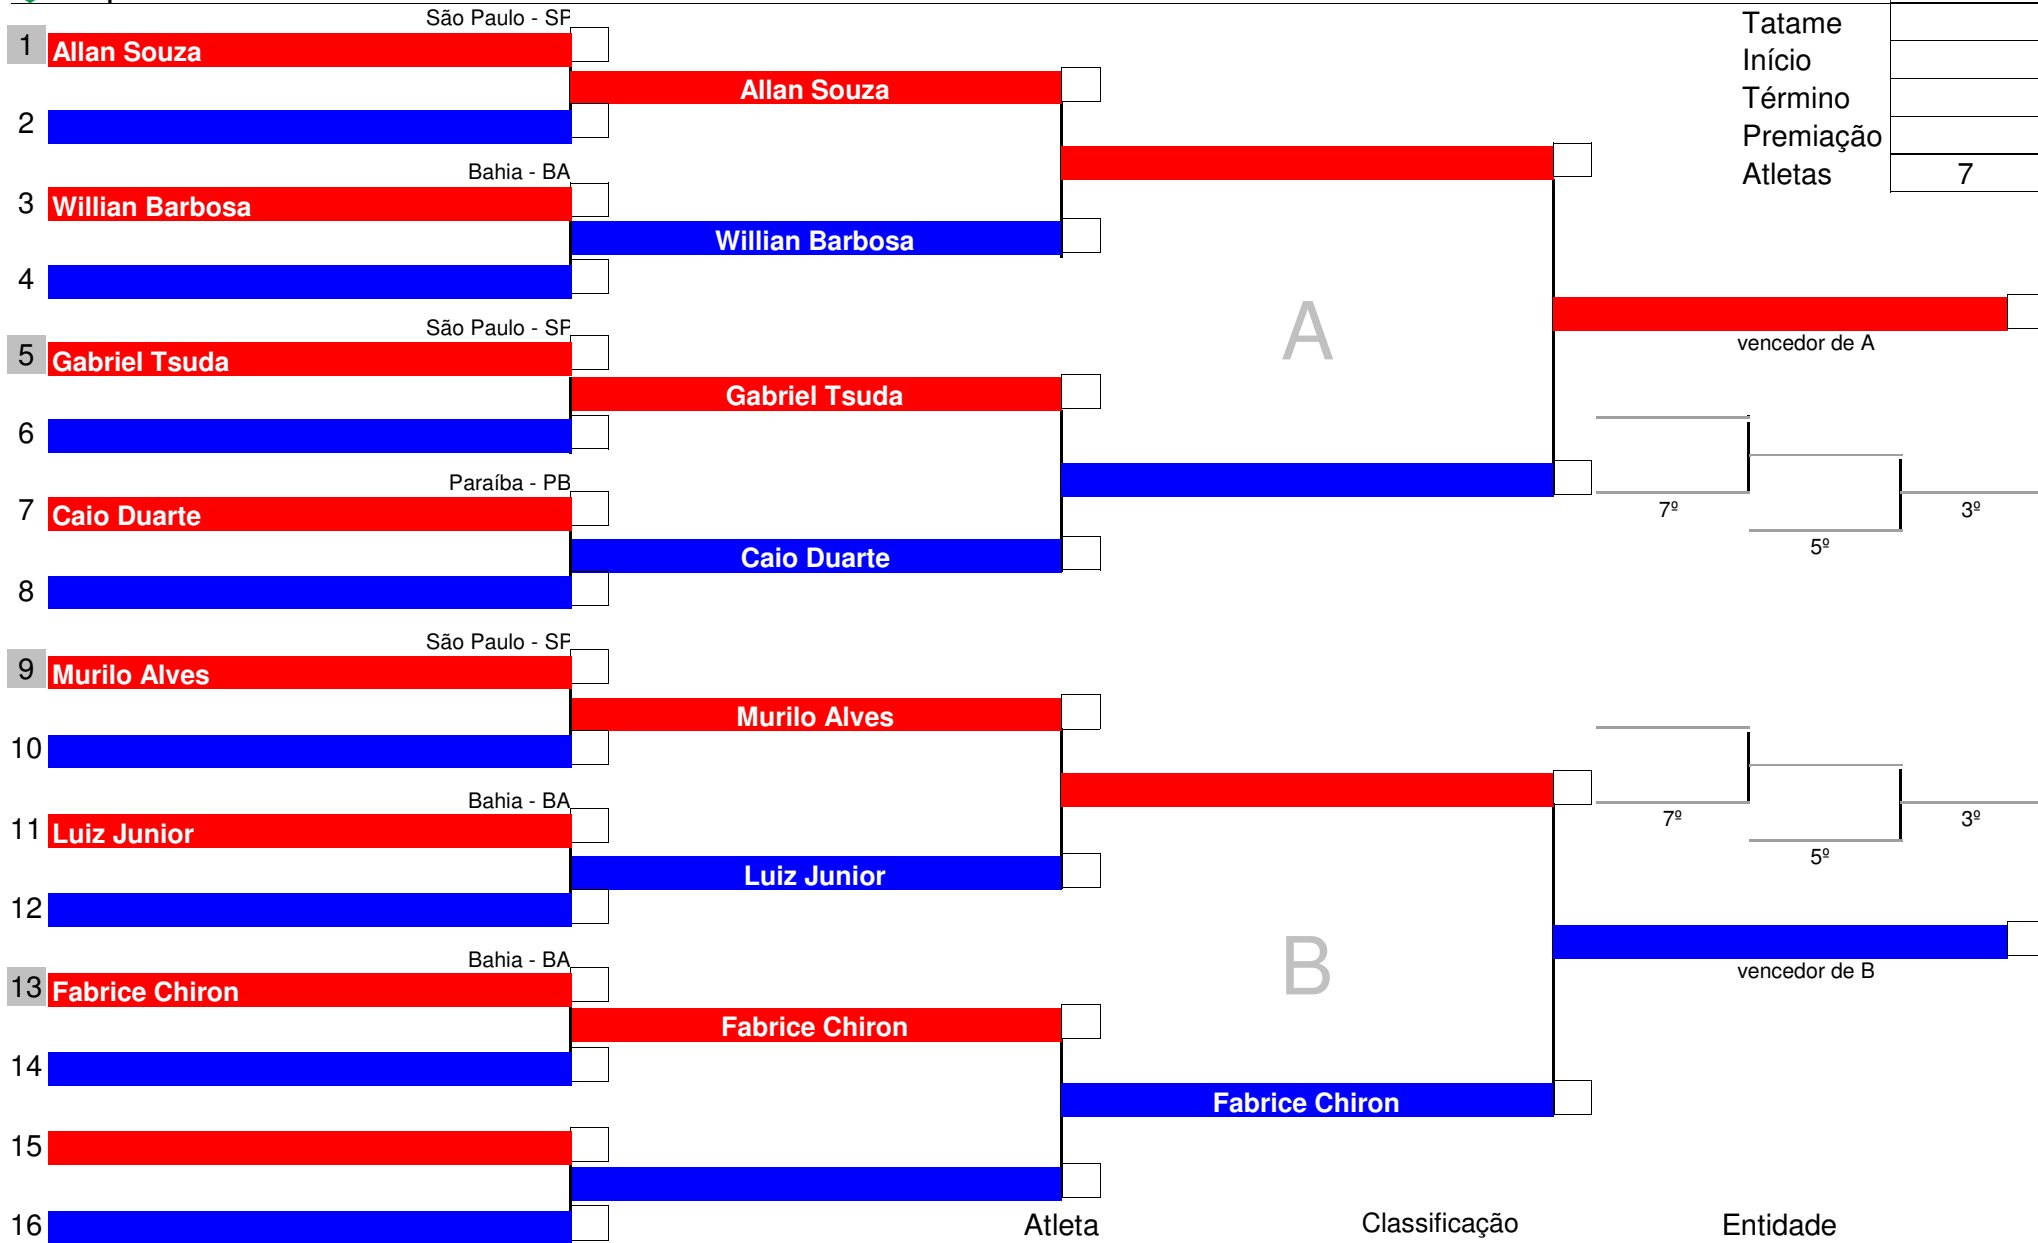 São Paulo - SP
1 Allan Souza
Allan Souza
2
Bahia - BA
3 Willian Barbosa
Willian Barbosa
4
São Paulo - SP
5 Gabriel Tsuda
Gabriel Tsuda
6
Paraíba - PB
7 Caio Duarte
Caio Duarte
8
São Paulo - SP
9 Murilo Alves
Murilo Alves
10
Bahia - BA
11 Luiz Junior
Luiz Junior
12
Bahia - BA
13 Fabrice Chiron
Fabrice Chiron
14
Fabrice Chiron
15
16
A
B
Tatame
Início
Término
Premiação
Atletas 7
vencedor de A
7º
3º
5º
7º
3º
5º
vencedor de B
Atleta Classificação Entidade